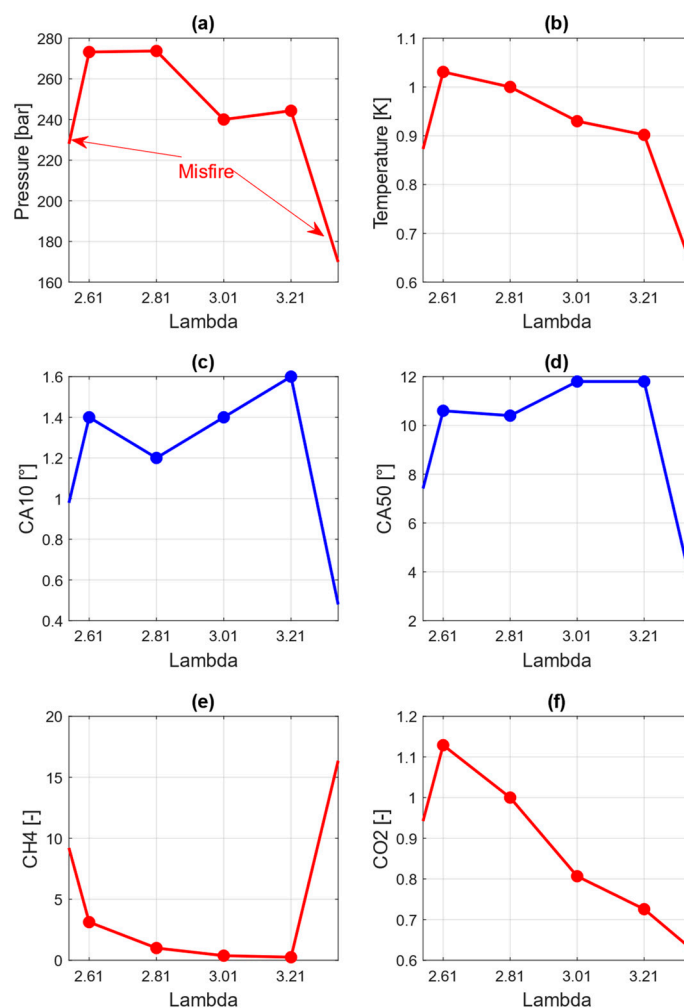 (a)
Pressure [bar]
280
260
240
220
200
180
160
Misfire
2.61 2.81 3.01 3.21
Lambda
(b)
Temperature [K]
1.1
1
0.9
0.8
0.7
0.6
2.61 2.81 3.01 3.21
Lambda
(c)
CA10 [°]
1.6
1.4
1.2
1
0.8
0.6
0.4
2.61 2.81 3.01 3.21
Lambda
(d)
CA50 [°]
12
10
8
6
4
2
2.61 2.81 3.01 3.21
Lambda
(e)
CH4 [-]
20
15
10
5
0
2.61 2.81 3.01 3.21
Lambda
(f)
CO2 [-]
1.2
1.1
1
0.9
0.8
0.7
0.6
2.61 2.81 3.01 3.21
Lambda